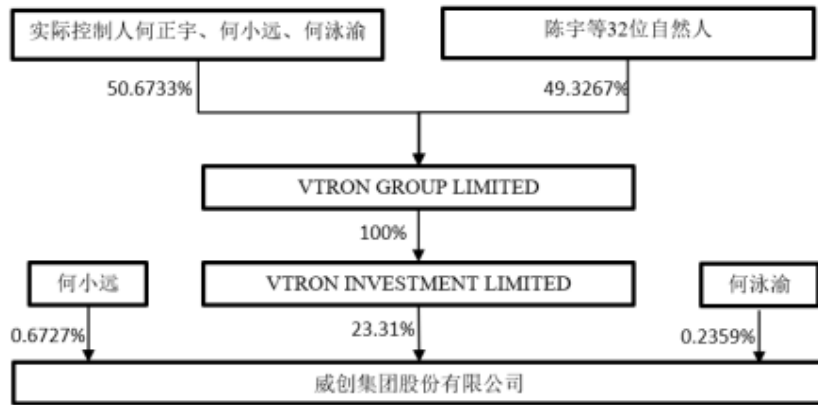 实际控制人何正宇、何小远、何泳渝
陈宇等32位自然人
50.6733%
49.3267%
VTRON GROUP LIMITED
100%
何小远
VTRON INVESTMENT LIMITED
何泳渝
0.6727%
23.31%
0.2359%
威创集团股份有限公司